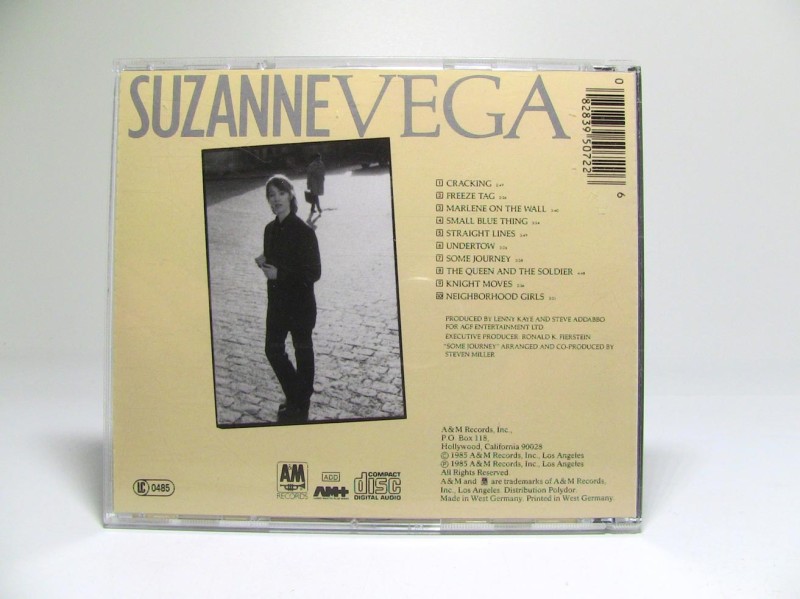 SUZANNE VEGA
0 82839 50722 6
1 CRACKING
2 FREEZE TAG
3 MARLENE ON THE WALL
4 SMALL BLUE THING
5 STRAIGHT LINES
6 UNDERTOW
7 SOME JOURNEY
8 THE QUEEN AND THE SOLDIER
9 KNIGHT MOVES
10 NEIGHBORHOOD GIRLS
PRODUCED BY LENNY KAYE AND STEVE ADDABBO
FOR AGF ENTERTAINMENT LTD
EXECUTIVE PRODUCER: RONALD K. FIERSTEIN
"SOME JOURNEY" ARRANGED AND CO-PRODUCED BY
STEVEN MILLER
A&M Records, Inc.,
P.O. Box 118,
Hollywood, California 90028
© 1985 A&M Records, Inc., Los Angeles
℗ 1985 A&M Records, Inc., Los Angeles
All Rights Reserved.
A&M and are trademarks of A&M Records,
Inc., Los Angeles. Distribution Polydor.
Made in West Germany. Printed in West Germany.
LC 0485
A&M
RECORDS
ADD
AM+
COMPACT
disc
DIGITAL AUDIO